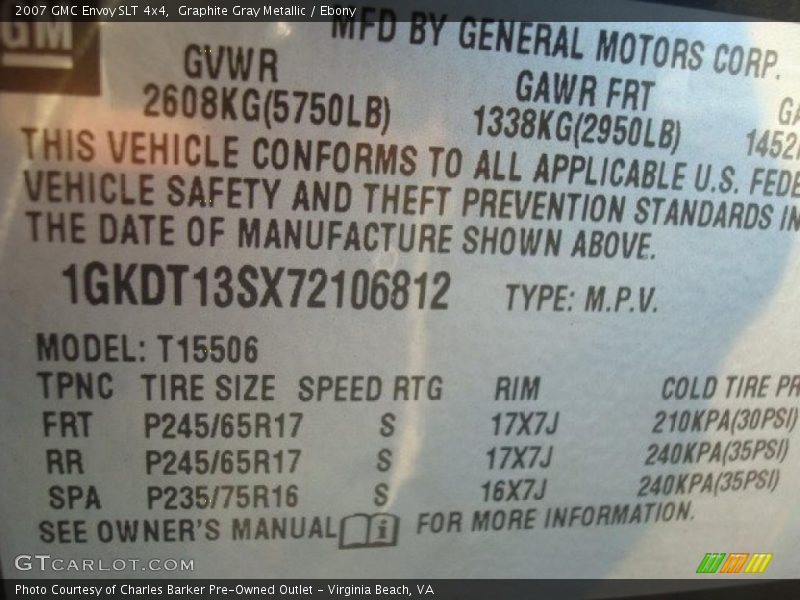 2007 GMC Envoy SLT 4x4, Graphite Gray Metallic / Ebony
GM
MFD BY GENERAL MOTORS CORP.
GVWR GAWR FRT
2608KG(5750LB) 1338KG(2950LB)
THIS VEHICLE CONFORMS TO ALL APPLICABLE U.S.
VEHICLE SAFETY AND THEFT PREVENTION STANDARDS IN
THE DATE OF MANUFACTURE SHOWN ABOVE.
1GKDT13SX72106812 TYPE: M.P.V.
MODEL: T15506
TPNC TIRE SIZE SPEED RTG RIM COLD TIRE
FRT P245/65R17 S 17X7J 210KPA(30PSI)
RR P245/65R17 S 17X7J 240KPA(35PSI)
SPA P235/75R16 S 16X7J 240KPA(35PSI)
SEE OWNER'S MANUAL FOR MORE INFORMATION.
GTCARLOT.COM
Photo Courtesy of Charles Barker Pre-Owned Outlet - Virginia Beach, VA